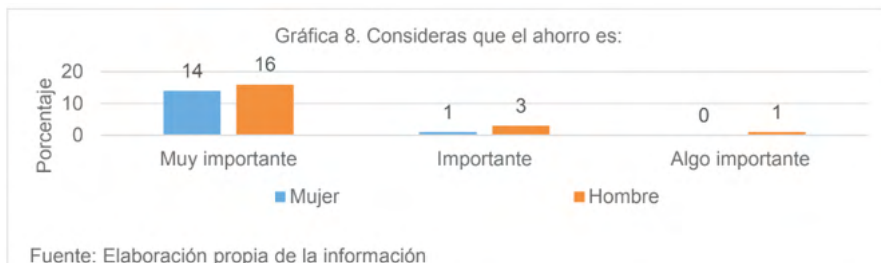 Gráfica 8. Consideras que el ahorro es:
Porcentaje
20
10
0
14
16
1
3
0
1
Muy importante
Importante
Algo importante
Mujer
Hombre
Fuente: Elaboración propia de la información